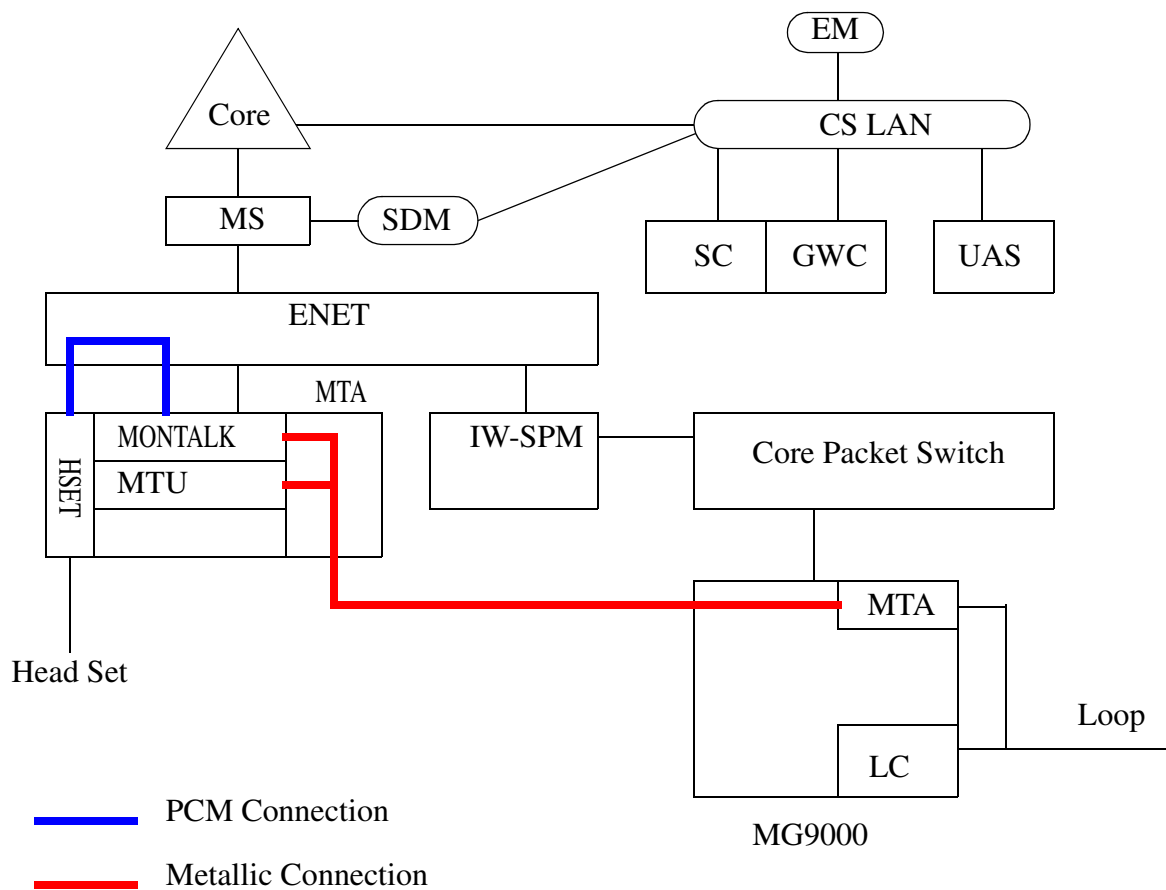 EM
Core
CS LAN
MS
SDM
SC
GWC
UAS
ENET
MTA
MONTALK
IW-SPM
Core Packet Switch
HSET
MTU
MTA
Head Set
Loop
LC
PCM Connection
MG9000
Metallic Connection